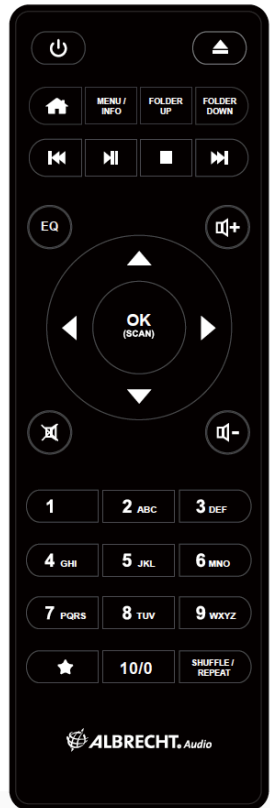 MENU / INFO
FOLDER UP
FOLDER DOWN
EQ
OK
(SCAN)
1
2 ABC
3 DEF
4 GHI
5 JKL
6 MNO
7 PQRS
8 TUV
9 WXYZ
10/0
SHUFFLE / REPEAT
ALBRECHT. Audio